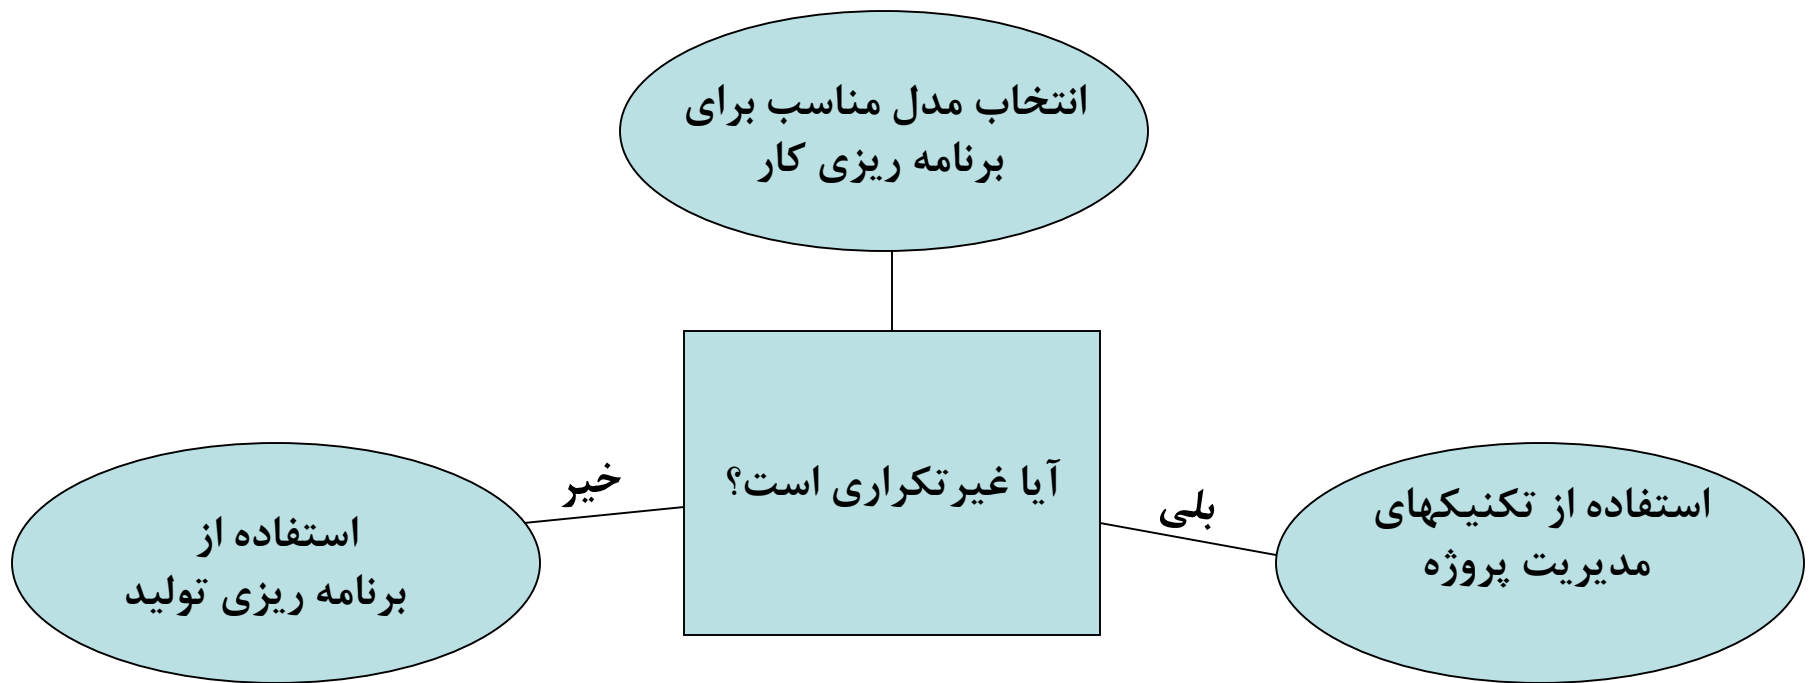 انتخاب مدل مناسب برای
برنامه ریزی کار
آیا غیرتکراری است؟
بلی
استفاده از تکنیکهای
مدیریت پروژه
خیر
استفاده از
برنامه ریزی تولید